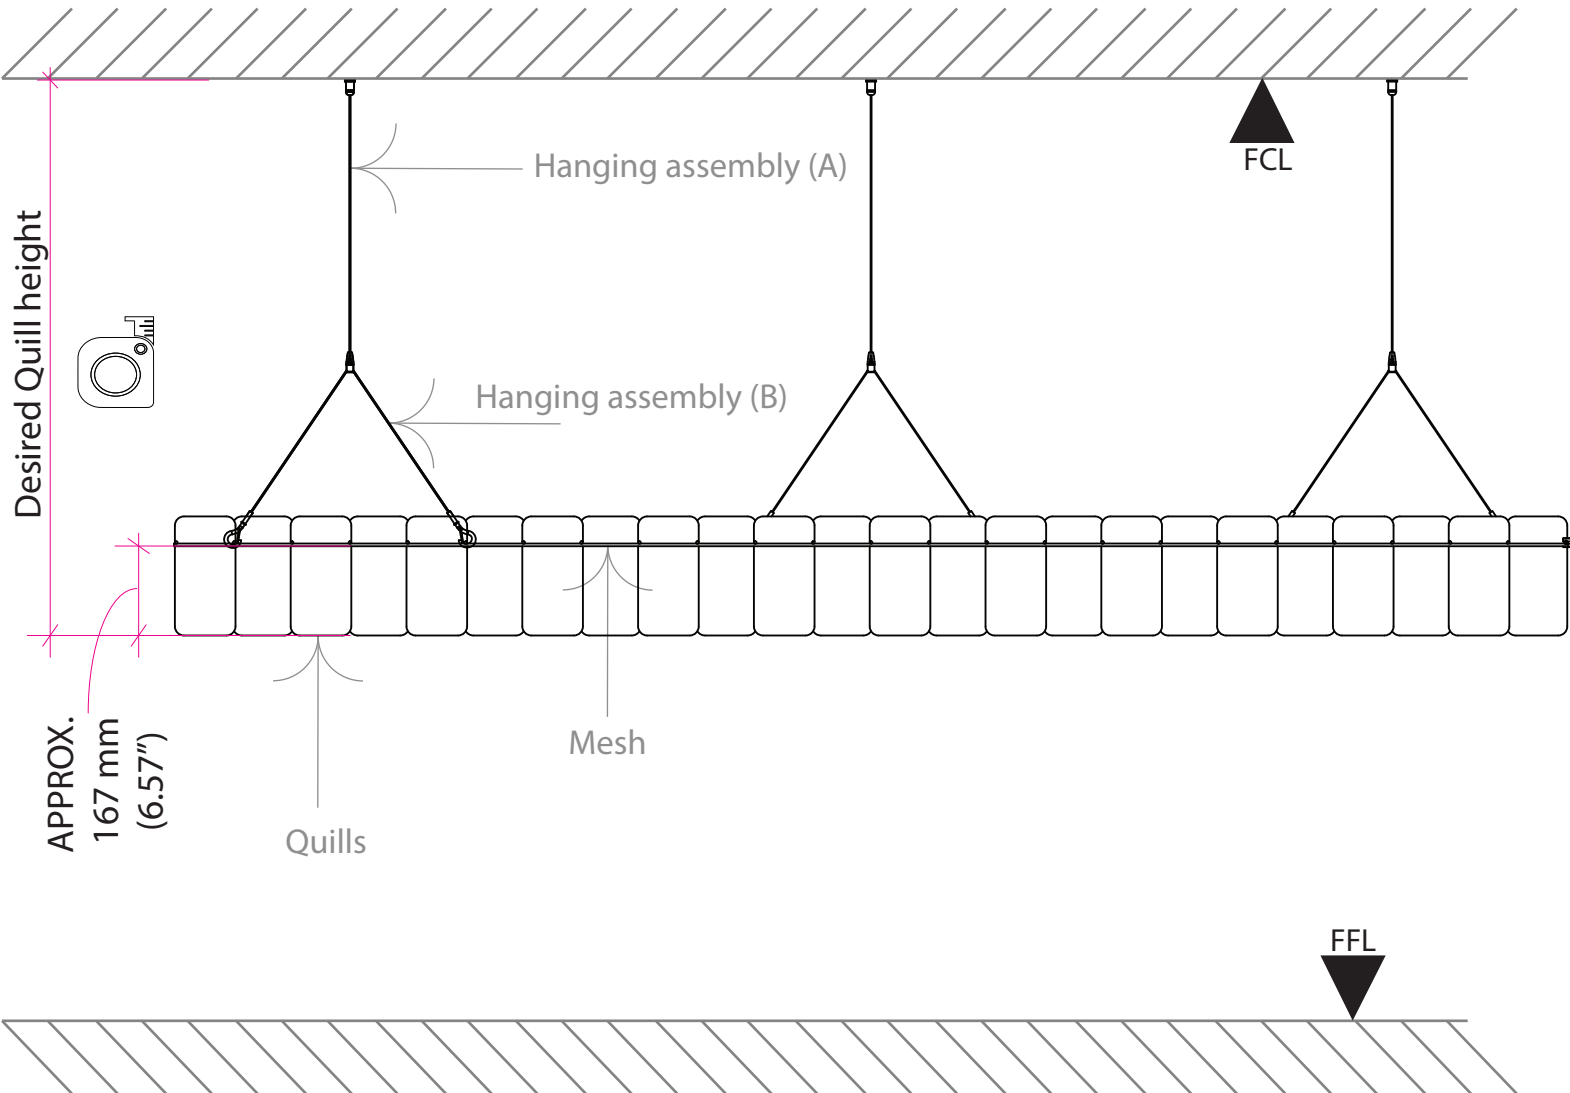 FCL
Hanging assembly (A)
Desired Quill height
Hanging assembly (B)
APPROX.
167 mm
(6.57”)
Mesh
Quills
FFL